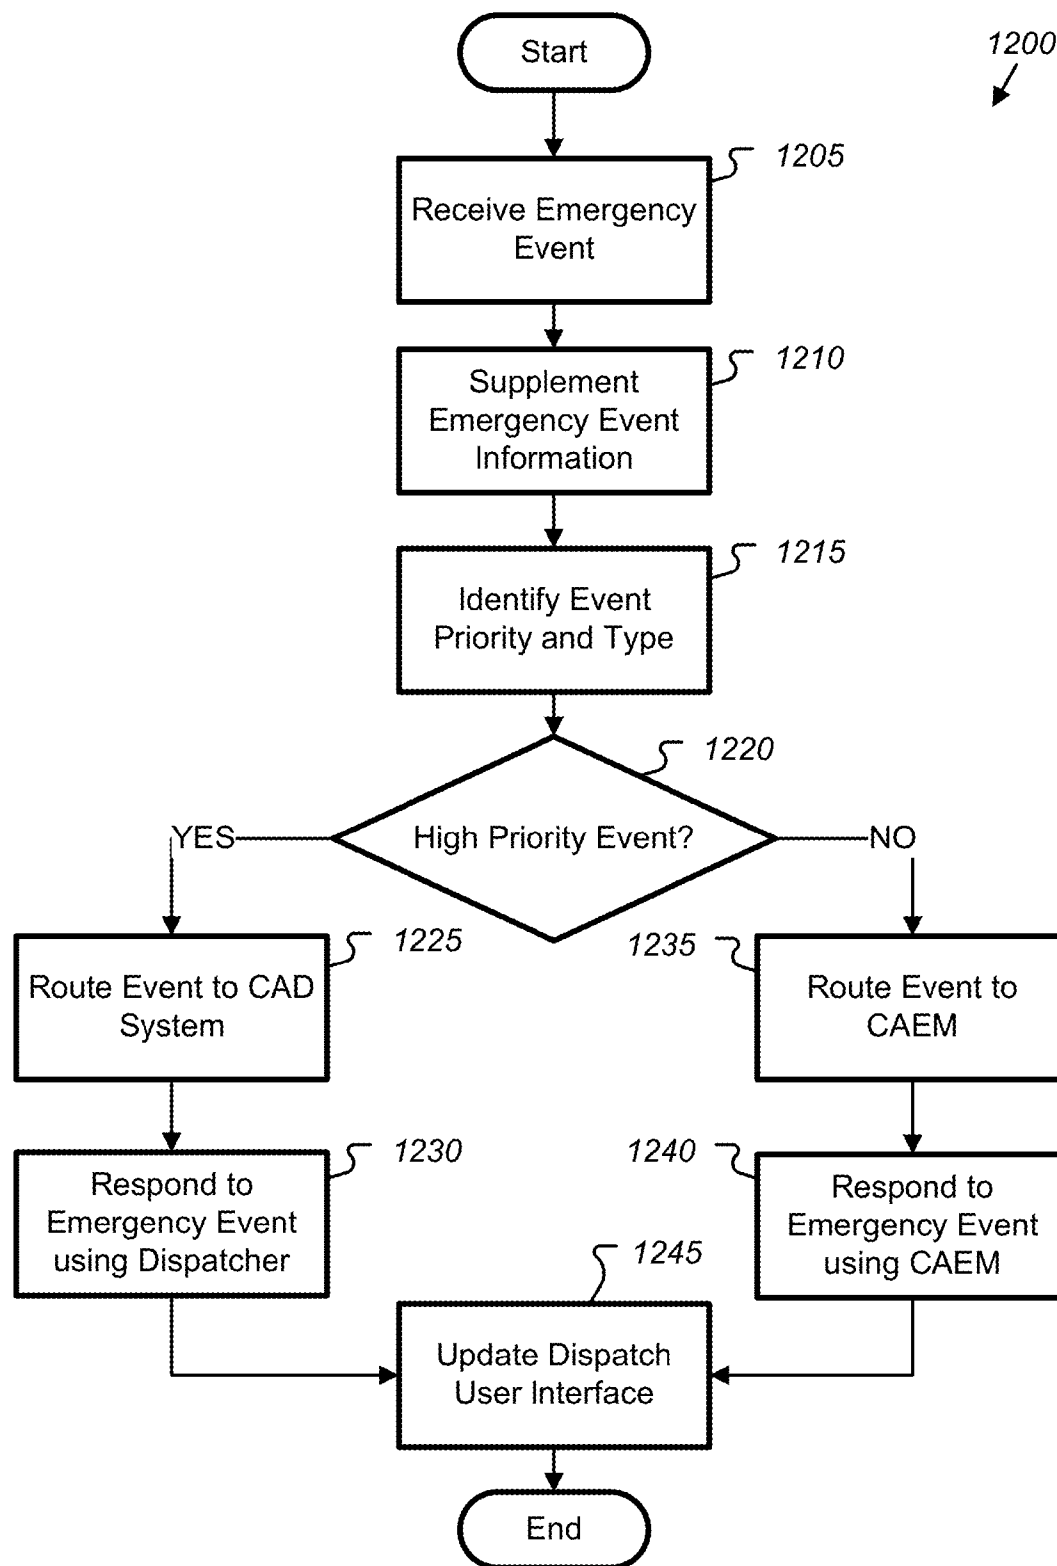 Start
1200
1205
Receive Emergency
Event
1210
Supplement
Emergency Event
Information
1215
Identify Event
Priority and Type
1220
High Priority Event?
YES
NO
1225
Route Event to CAD
System
1235
Route Event to
CAEM
1230
Respond to
Emergency Event
using Dispatcher
1240
Respond to
Emergency Event
using CAEM
1245
Update Dispatch
User Interface
End